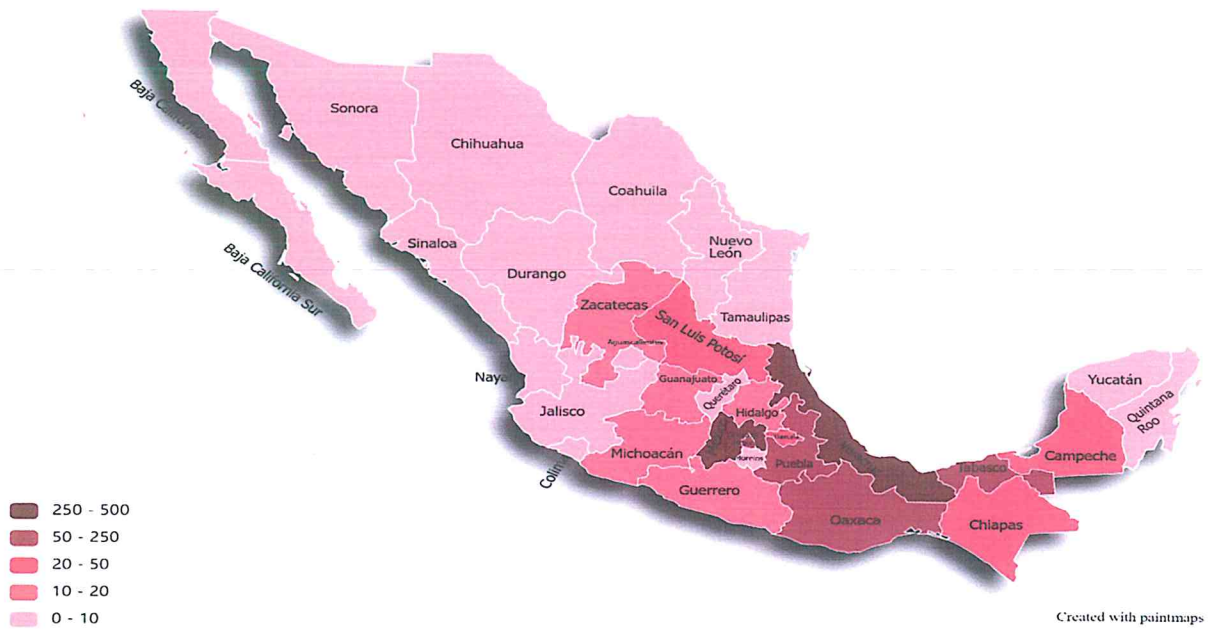 Baja California
Sonora
Chihuahua
Coahuila
Sinaloa
Nuevo
León
Durango
Baja California Sur
Zacatecas
Tamaulipas
San Luis Potosí
Aguascalientes
Naya
Guanajuato
Querétaro
Yucatán
Quintana
Roo
Jalisco
Hidalgo
Michoacán
Puebla
Tabasco
Campeche
Colima
Guerrero
Oaxaca
Chiapas
250 - 500
50 - 250
20 - 50
10 - 20
0 - 10
Created with paintmaps